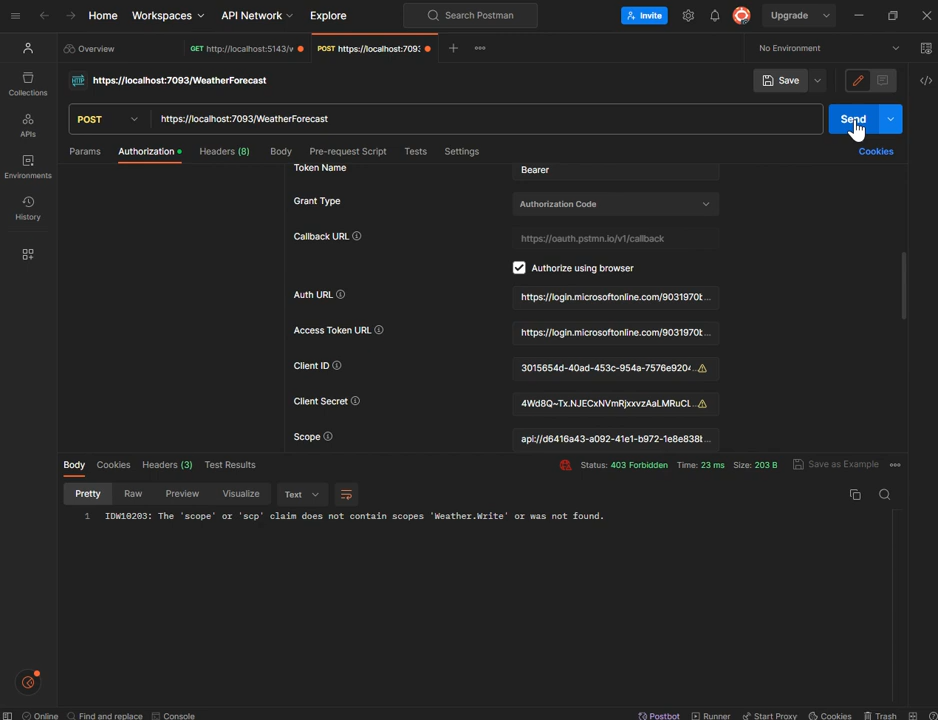 Home Workspaces API Network Explore Search Postman Invite Upgrade
Overview GET http://localhost:5143/w POST https://localhost:7093 No Environment
https://localhost:7093/WeatherForecast Save
POST https://localhost:7093/WeatherForecast Send
Params Authorization Headers (8) Body Pre-request Script Tests Settings Cookies
Collections
APIs
Environments
History
Token Name Bearer
Grant Type Authorization Code
Callback URL https://oauth.pstmn.io/v1/callback
Authorize using browser
Auth URL https://login.microsoftonline.com/9031970b...
Access Token URL https://login.microsoftonline.com/9031970b...
Client ID 3015654d-40ad-453c-954a-7576e9204...
Client Secret 4Wd8Q~Tx.NJECxNVmRjxxvzAaLMRuCL...
Scope api://d6416a43-a092-41e1-b972-1e8e838b...
Body Cookies Headers (3) Test Results Status: 403 Forbidden Time: 23 ms Size: 203 B Save as Example
Pretty Raw Preview Visualize Text
1 IDW10203: The 'scope' or 'scp' claim does not contain scopes 'Weather.Write' or was not found.
Online Find and replace Console Postbot Runner Start Proxy Cookies Trash